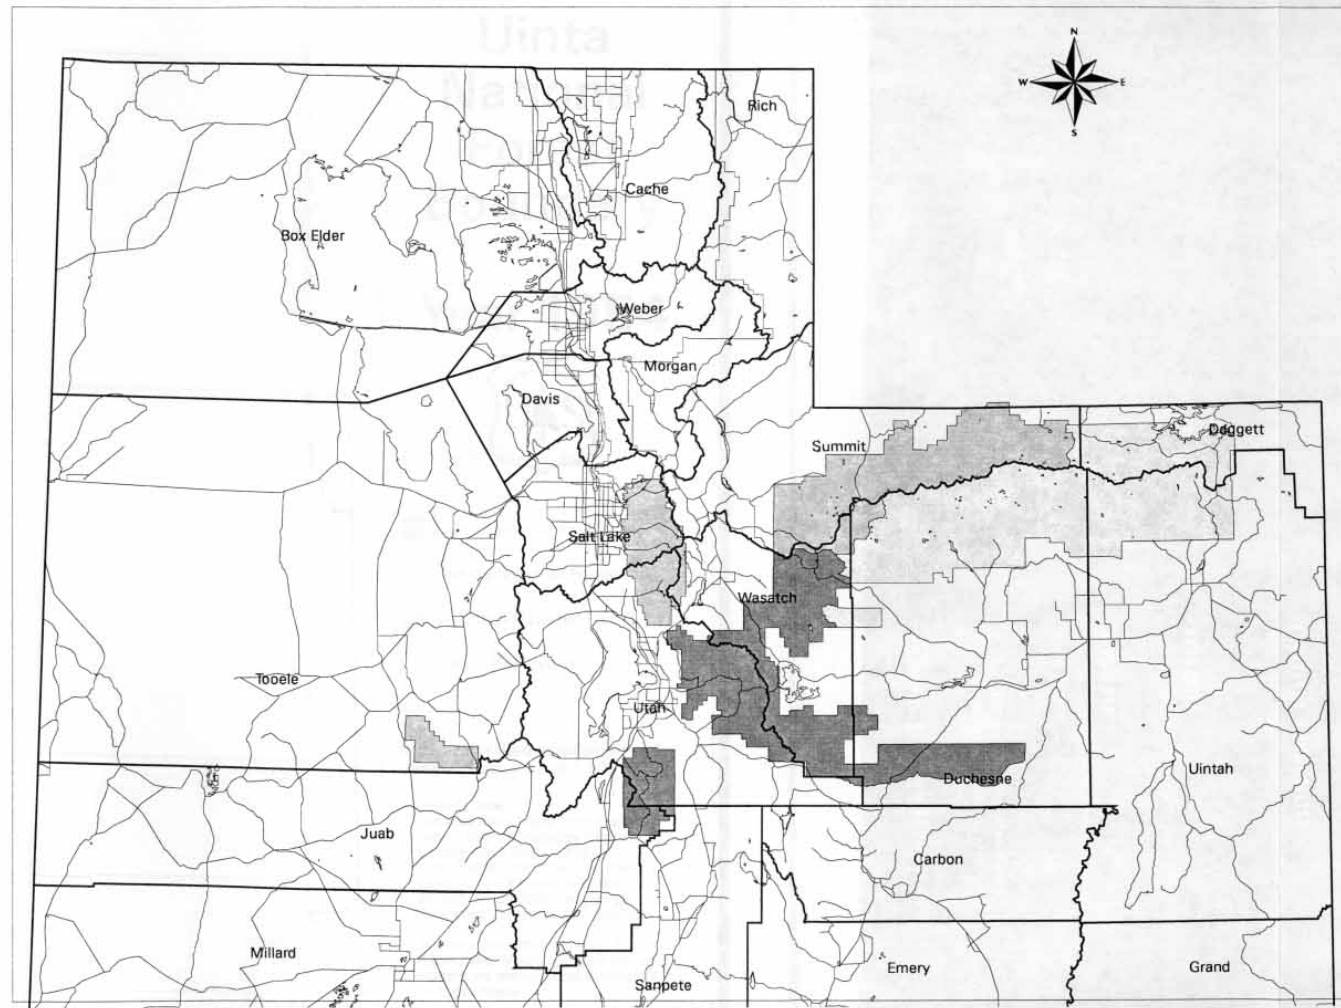 Uinta
N
W E
S
Rich
Cache
Box Elder
Weber
Morgan
Davis
Summit
Daggett
Salt Lake
Wasatch
Tooele
Utah
Duchesne
Uintah
Juab
Carbon
Millard
Emery
Grand
Sanpete